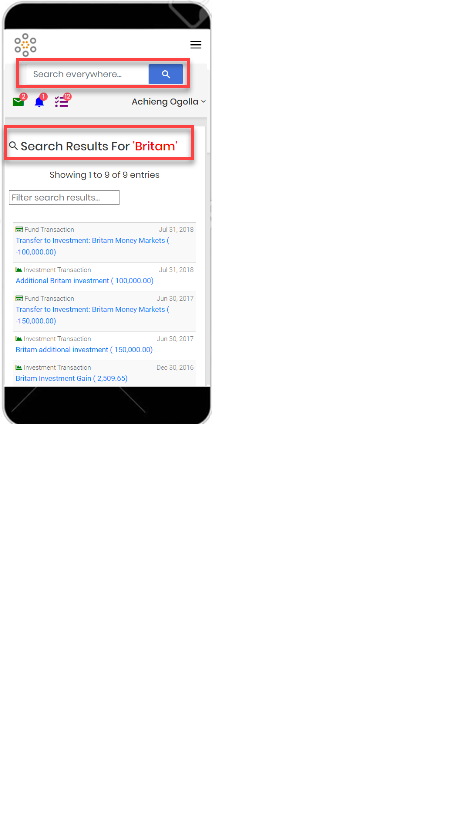 Search everywhere...
2 1 12
Achieng Ogolla
Search Results For 'Britam'
Showing 1 to 9 of 9 entries
Filter search results...
Fund Transaction Jul 31, 2018
Transfer to Investment: Britam Money Markets (
-100,000.00)
Investment Transaction Jul 31, 2018
Additional Britam investment ( 100,000.00)
Fund Transaction Jun 30, 2017
Transfer to Investment: Britam Money Markets (
-150,000.00)
Investment Transaction Jun 30, 2017
Britam additional investment ( 150,000.00)
Investment Transaction Dec 30, 2016
Britam Investment Gain ( 2,509.65)